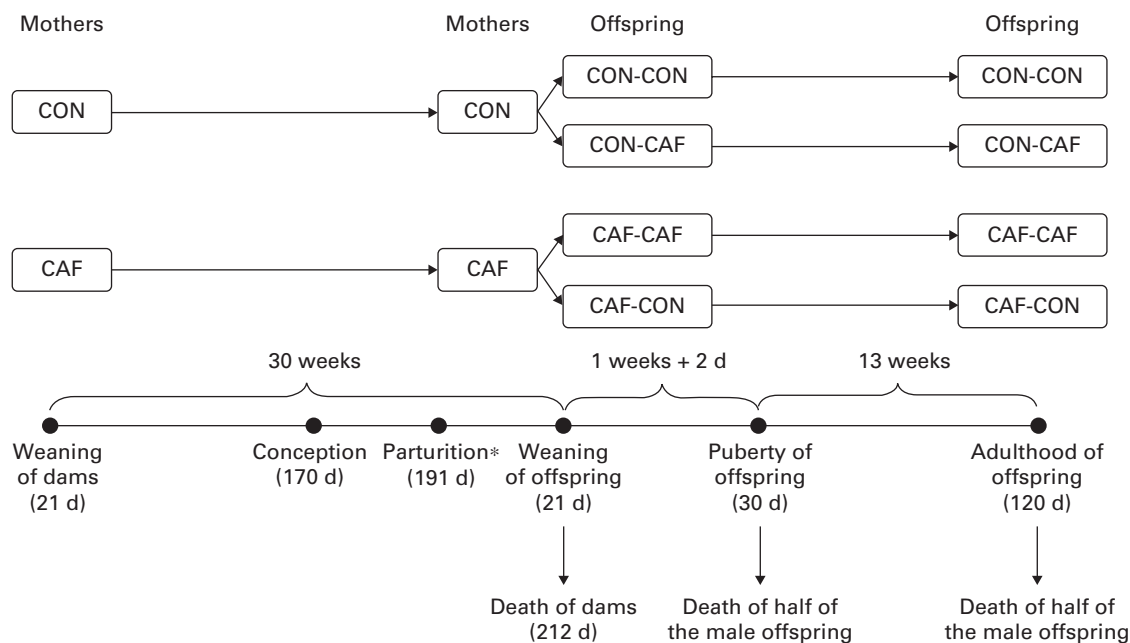 Mothers
Mothers
Offspring
Offspring
CON
CON
CON-CON
CON-CON
CON-CAF
CON-CAF
CAF
CAF
CAF-CAF
CAF-CAF
CAF-CON
CAF-CON
30 weeks
1 weeks + 2 d
13 weeks
Weaning
of dams
(21 d)
Conception
(170 d)
Parturition*
(191 d)
Weaning
of offspring
(21 d)
Puberty of
offspring
(30 d)
Adulthood of
offspring
(120 d)
Death of dams
(212 d)
Death of half of
the male offspring
Death of half of
the male offspring